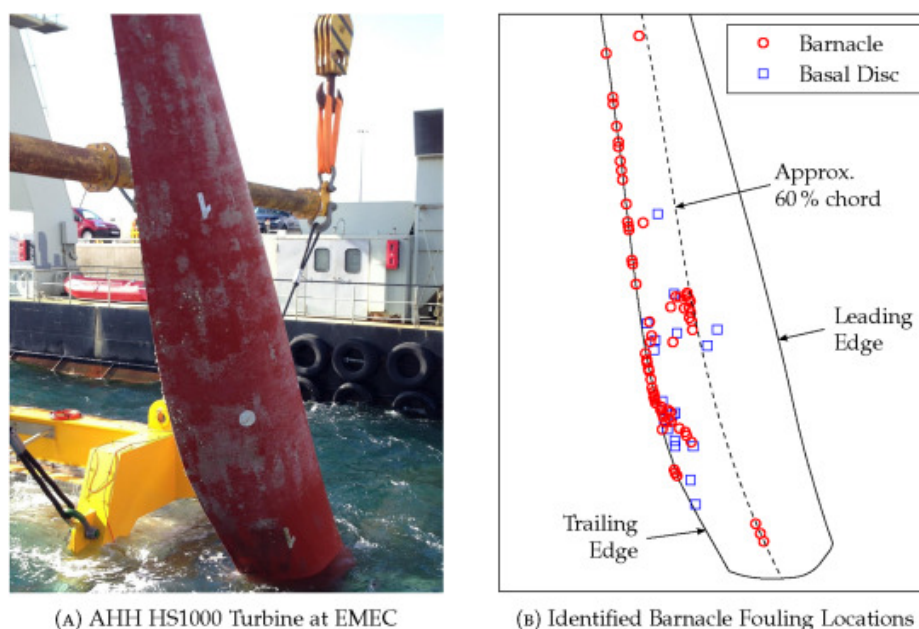 Barnacle
Basal Disc
Approx.
60 % chord
Leading
Edge
Trailing
Edge
(A) AHH HS1000 Turbine at EMEC
(B) Identified Barnacle Fouling Locations